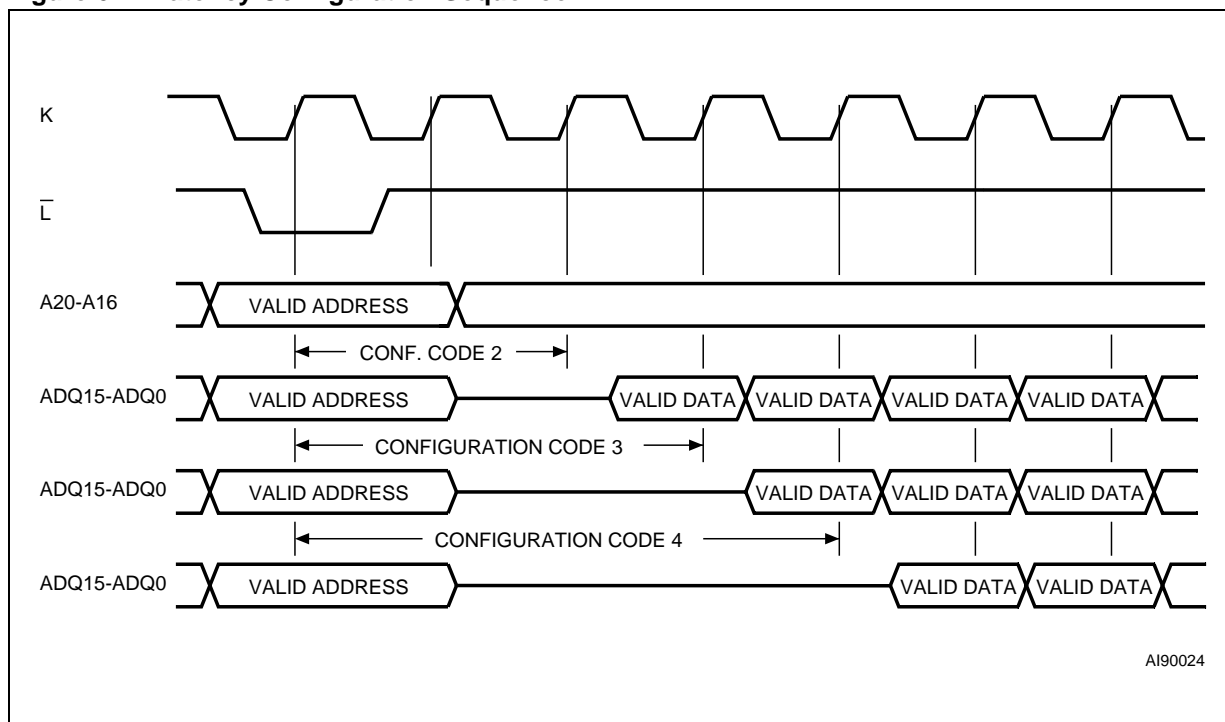 K
L
A20-A16
VALID ADDRESS
CONF. CODE 2
ADQ15-ADQ0
VALID ADDRESS
VALID DATA
VALID DATA
VALID DATA
VALID DATA
CONFIGURATION CODE 3
ADQ15-ADQ0
VALID ADDRESS
VALID DATA
VALID DATA
VALID DATA
CONFIGURATION CODE 4
ADQ15-ADQ0
VALID ADDRESS
VALID DATA
VALID DATA
AI90024